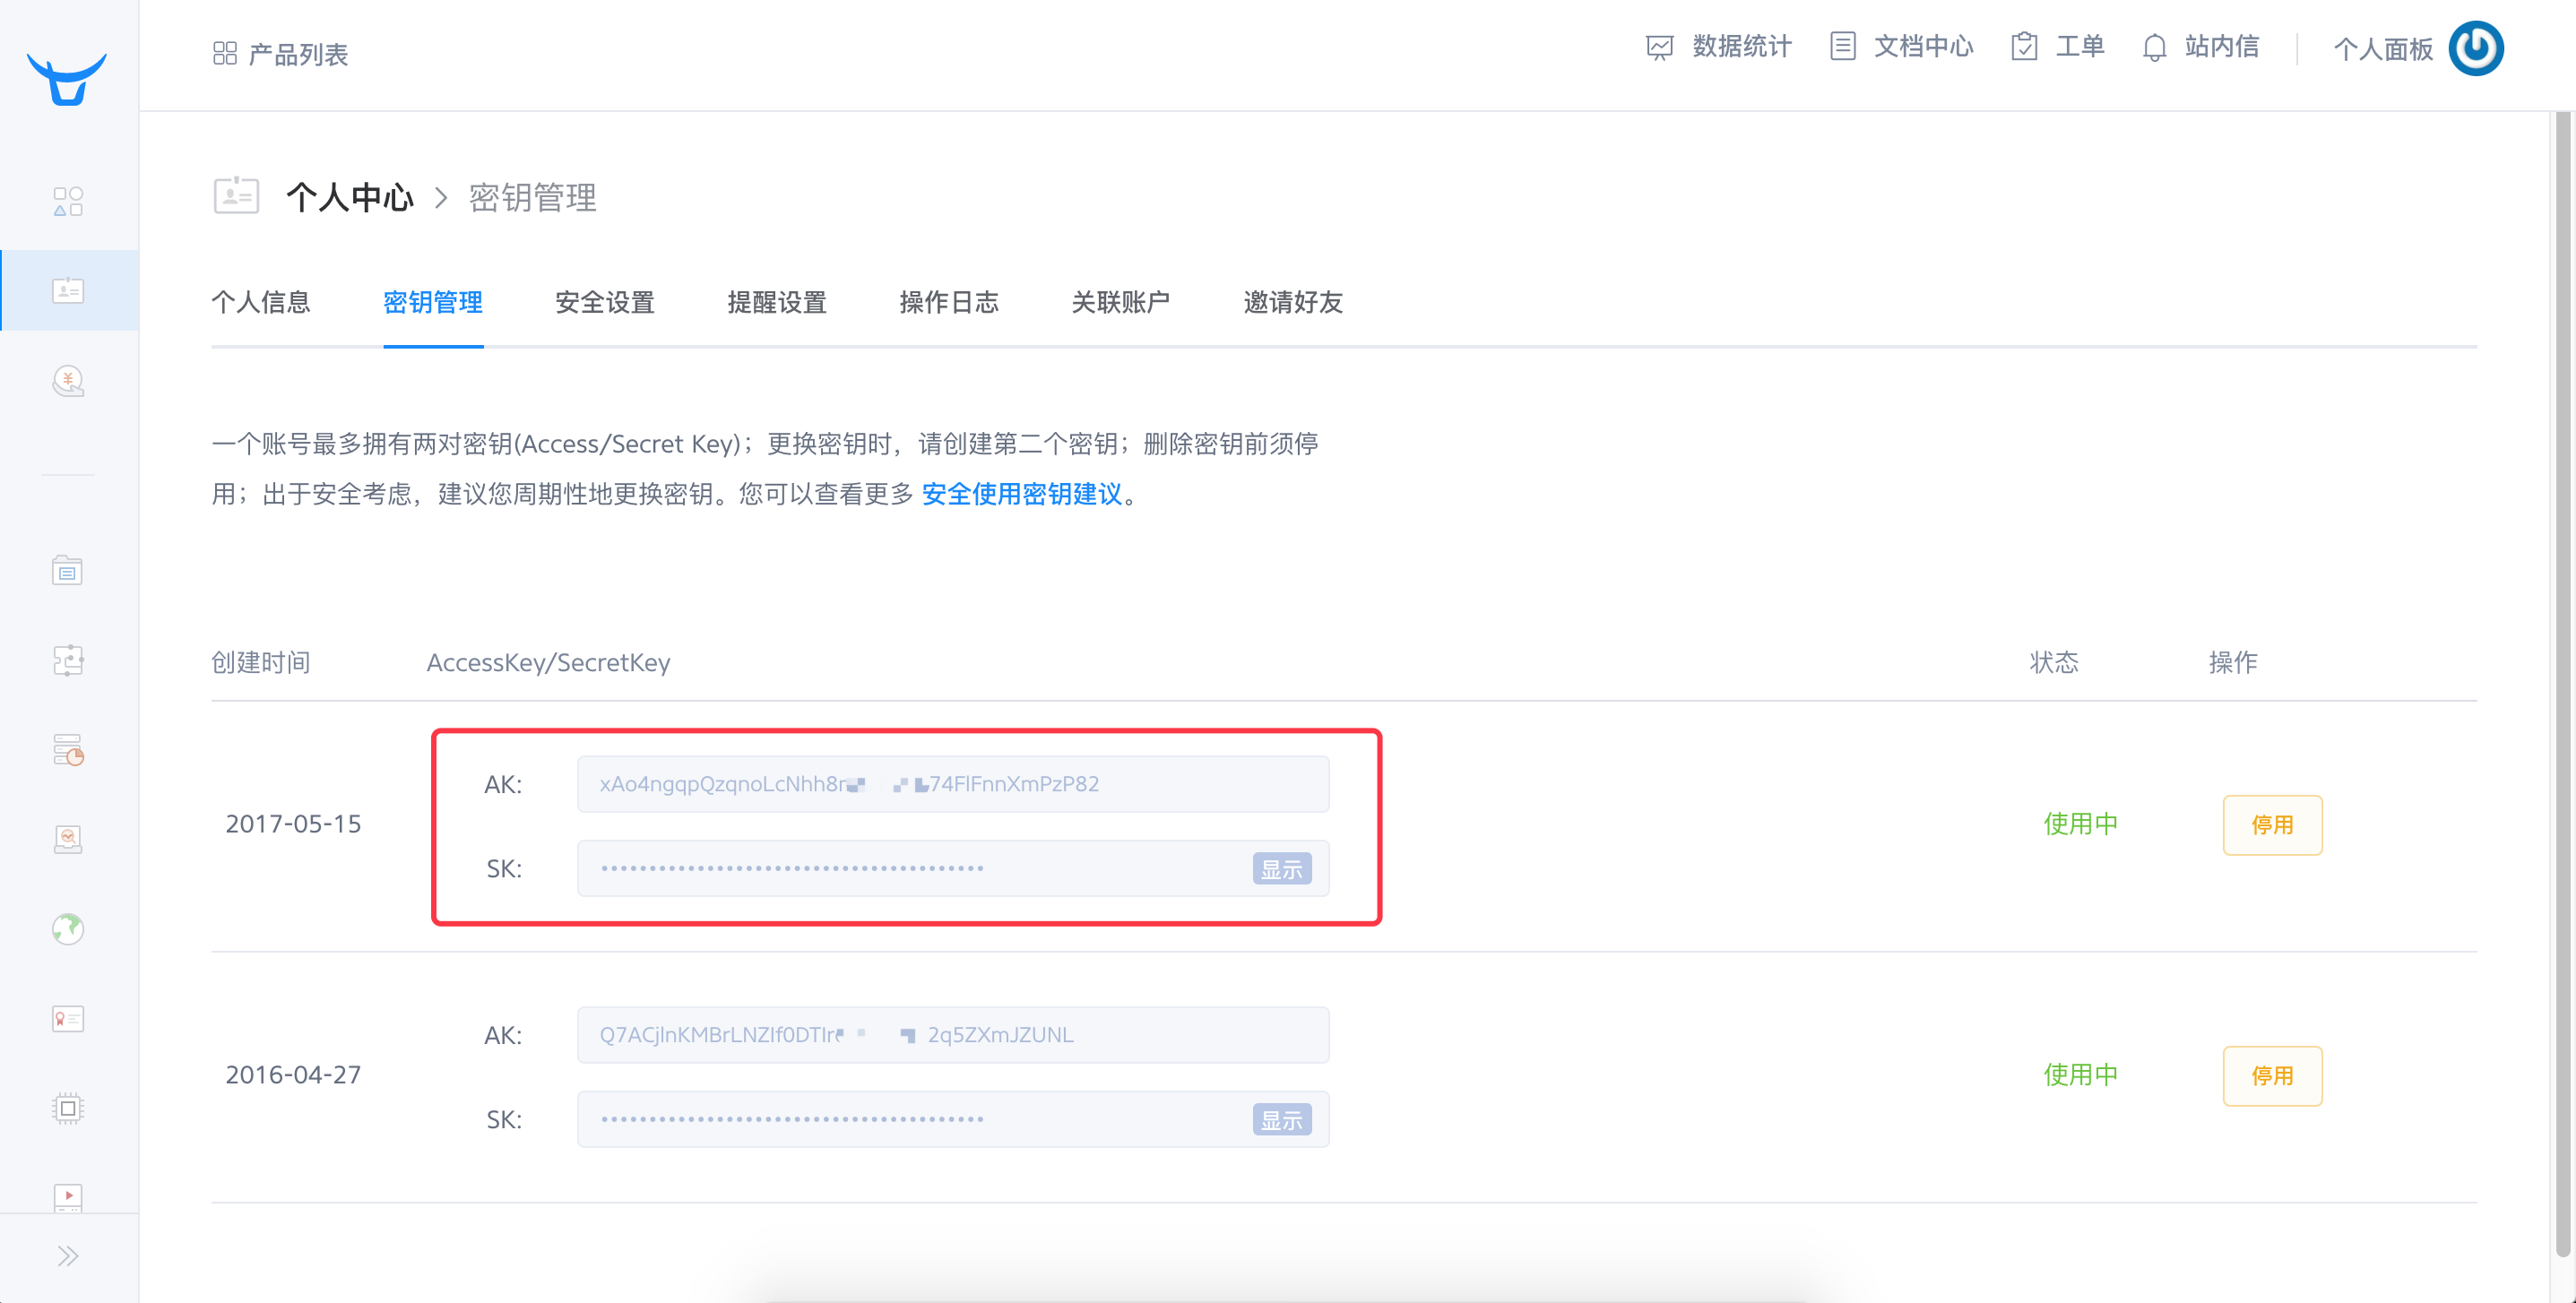 产品列表
数据统计
文档中心
工单
站内信
个人面板
个人中心 > 密钥管理
个人信息
密钥管理
安全设置
提醒设置
操作日志
关联账户
邀请好友
一个账号最多拥有两对密钥(Access/Secret Key)；更换密钥时，请创建第二个密钥；删除密钥前须停
用；出于安全考虑，建议您周期性地更换密钥。您可以查看更多 安全使用密钥建议。
创建时间
AccessKey/SecretKey
状态
操作
2017-05-15
AK:
xAo4ngqpQzqnoLcNhh8r 74FlFnnXmPzP82
SK:
显示
使用中
停用
2016-04-27
AK:
Q7ACjlnKMBrLNZIf0DTIr 2q5ZXmJZUNL
SK:
显示
使用中
停用